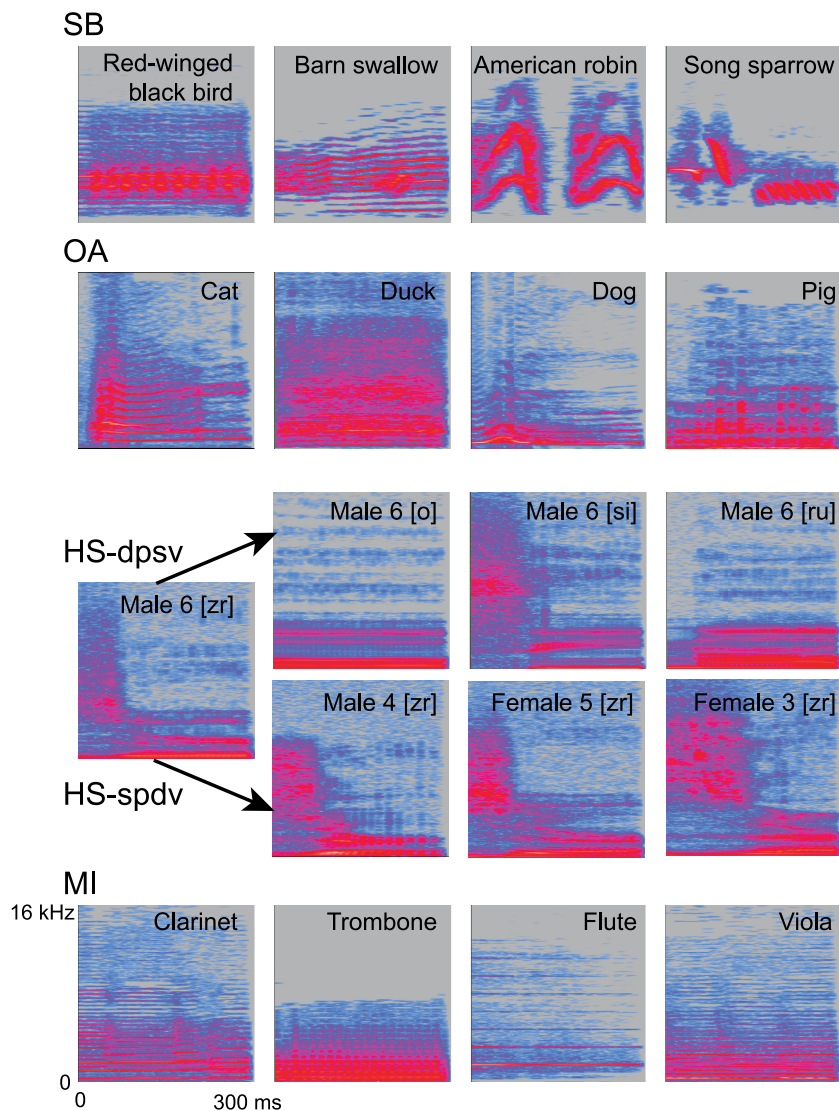 SB
Red-winged
black bird
Barn swallow
American robin
Song sparrow
OA
Cat
Duck
Dog
Pig
HS-dpsv
Male 6 [zr]
Male 6 [o]
Male 6 [si]
Male 6 [ru]
HS-spdv
Male 4 [zr]
Female 5 [zr]
Female 3 [zr]
MI
16 kHz
Clarinet
Trombone
Flute
Viola
0
0
300 ms